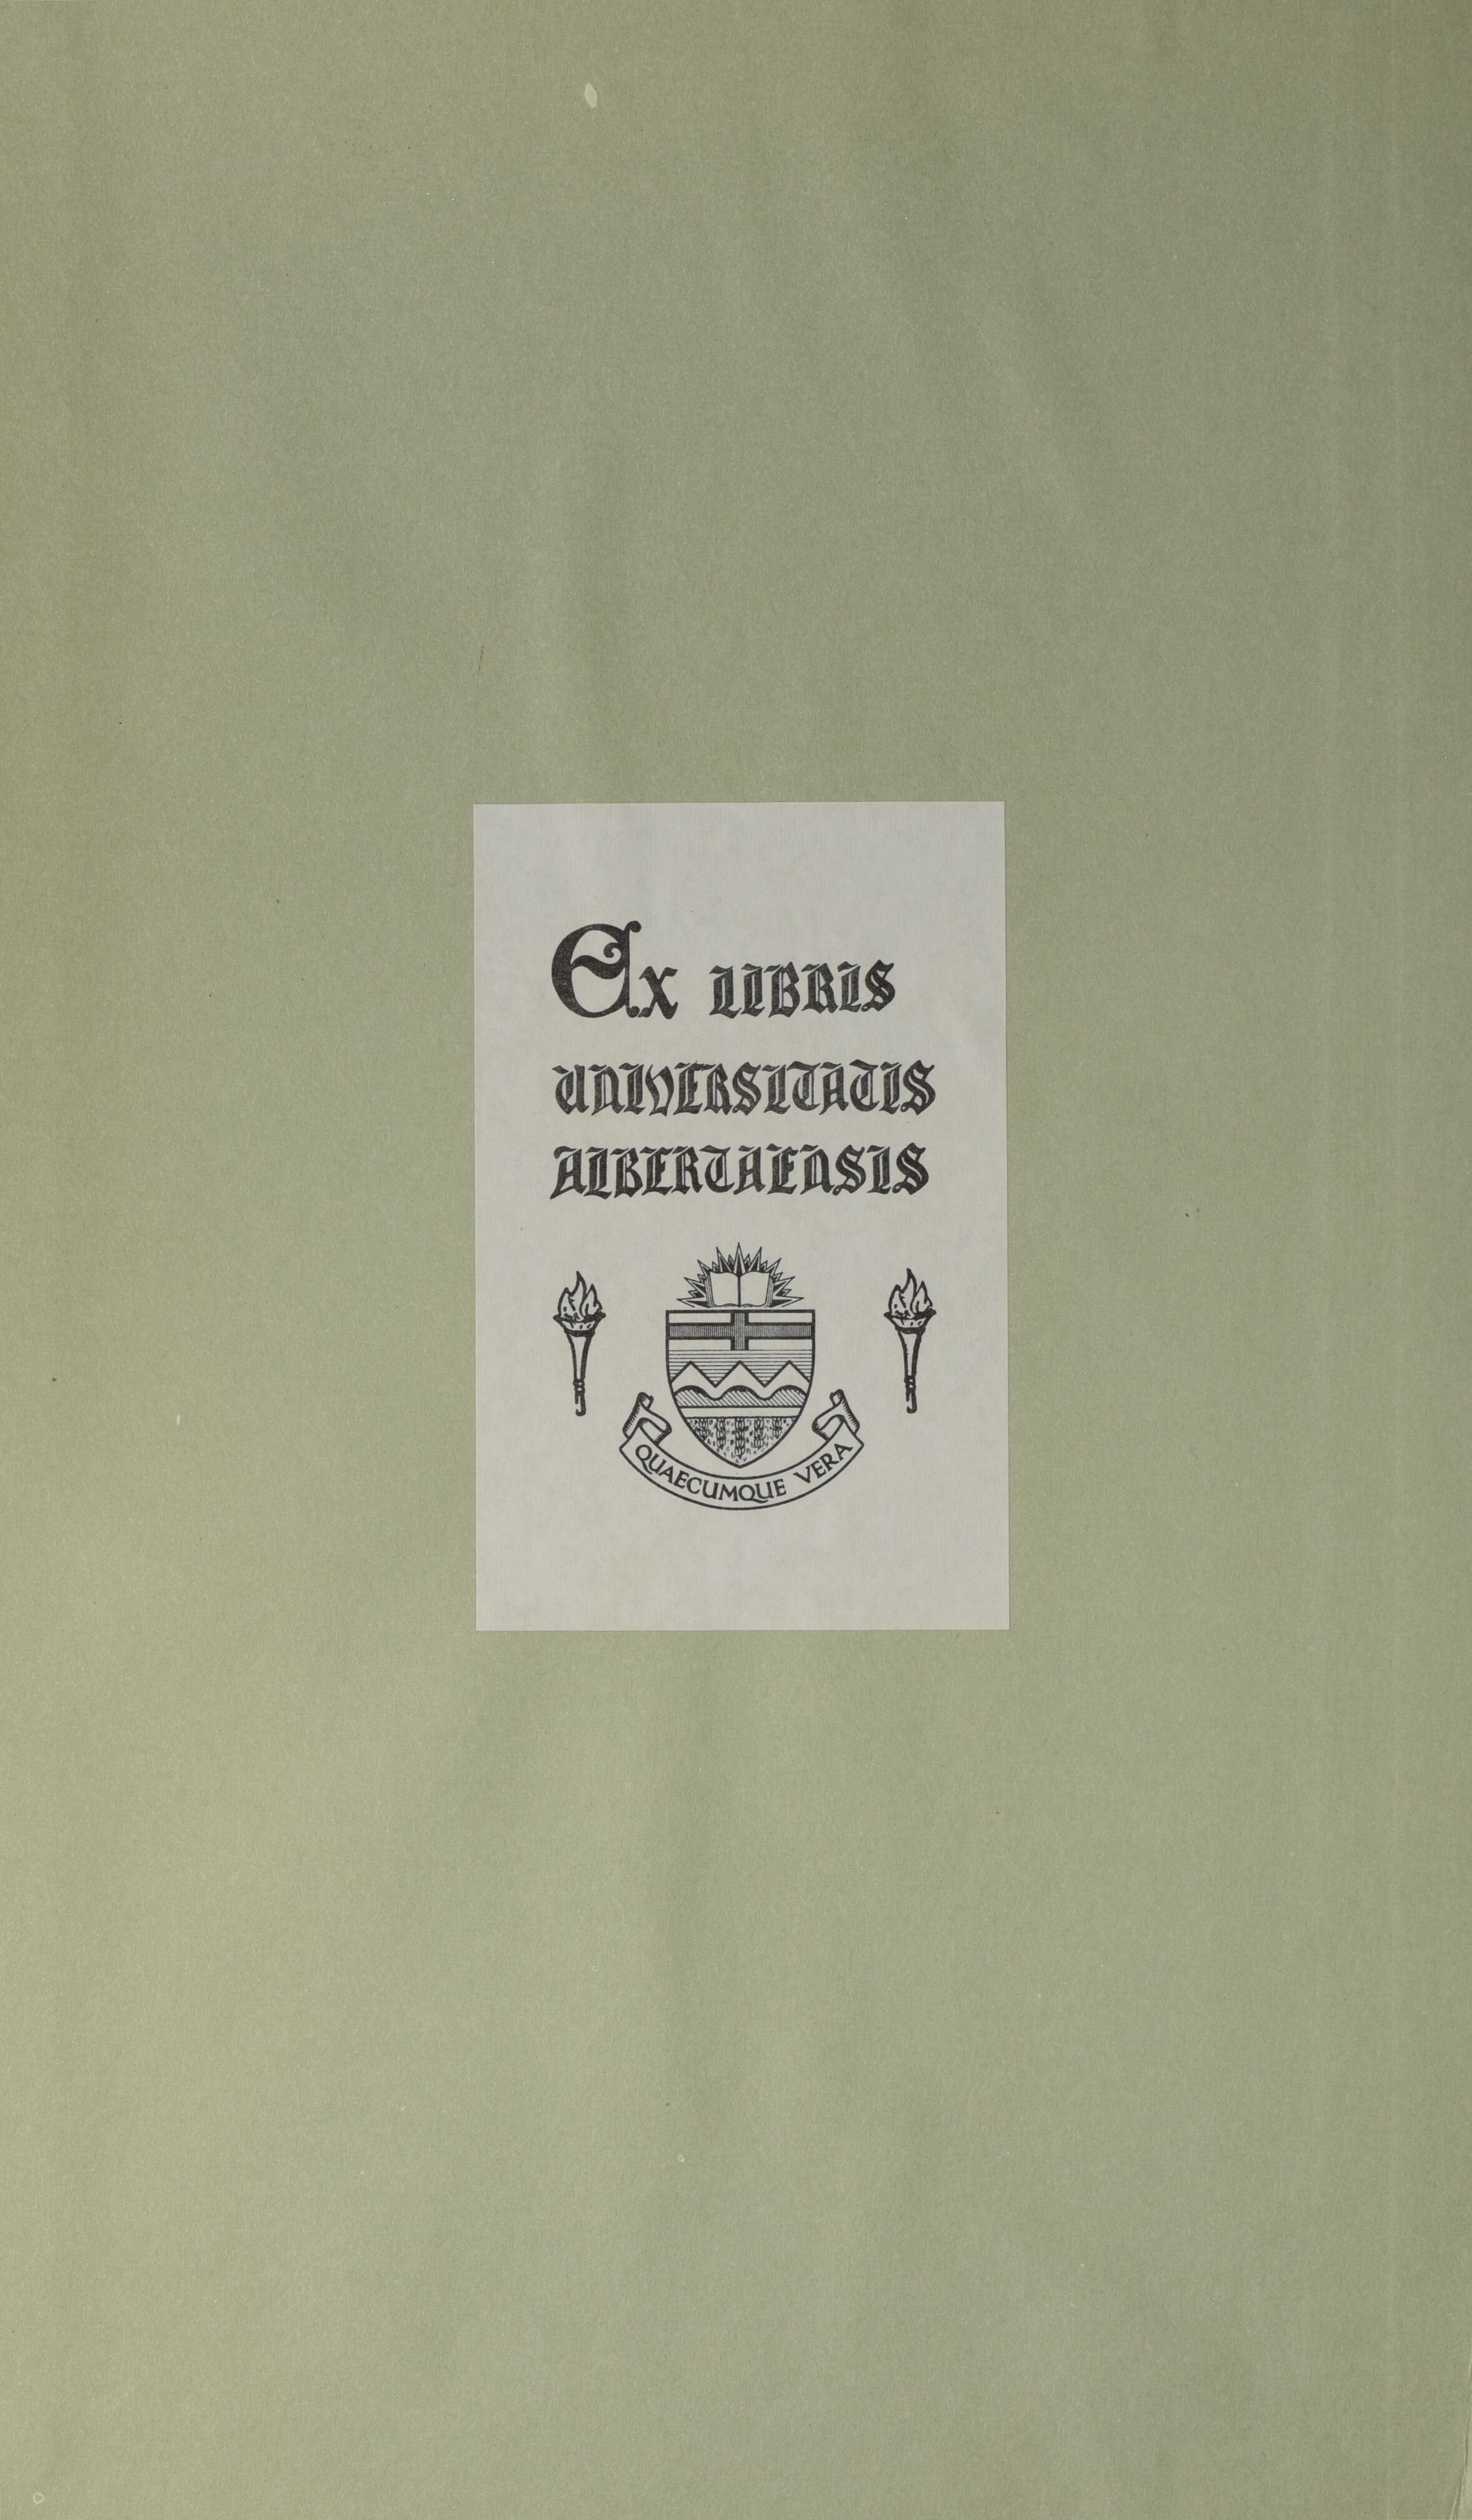 Ex LIBRIS
UNIVERSITATIS
ALBERTAENSIS
QUAECUMQUE VERA